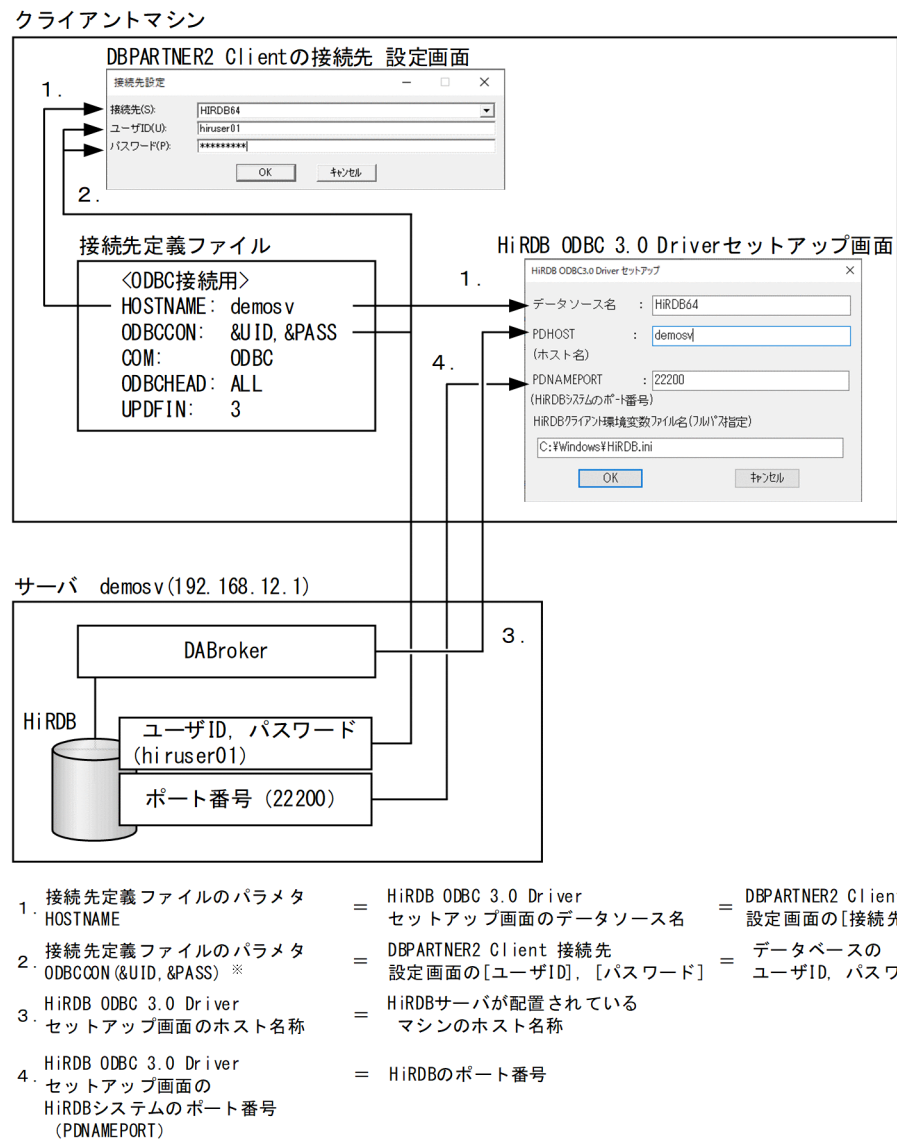 クライアントマシン
DBPARTNER2 Clientの接続先 設定画面
1.
接続先設定
接続先(S): HIRDB64
ユーザID(U): hiruser01
パスワード(P): *********
OK キャンセル
2.
接続先定義ファイル
<ODBC接続用>
HOSTNAME: demosv
ODBCCON: &UID,&PASS
COM: ODBC
ODBCHEAD: ALL
UPDFIN: 3
HiRDB ODBC 3.0 Driverセットアップ画面
1.
HiRDB ODBC3.0 Driver セットアップ
データソース名 : HiRDB64
PDHOST : demosv
(ホスト名)
4.
PDNAMEPORT : 22200
(HiRDBシステムのポート番号)
HiRDBクライアント環境変数ファイル名(フルパス指定)
C:¥Windows¥HiRDB.ini
OK キャンセル
サーバ demosv(192.168.12.1)
3.
DABroker
HiRDB
ユーザID, パスワード
(hiruser01)
ポート番号 (22200)
1. 接続先定義ファイルのパラメタ
HOSTNAME
= HiRDB ODBC 3.0 Driver
セットアップ画面のデータソース名
= DBPARTNER2 Clien
設定画面の[接続先
2. 接続先定義ファイルのパラメタ
ODBCCON(&UID,&PASS) ※
= DBPARTNER2 Client 接続先
設定画面の[ユーザID], [パスワード]
= データベースの
ユーザID, パスワ
3. HiRDB ODBC 3.0 Driver
セットアップ画面のホスト名称
= HiRDBサーバが配置されている
マシンのホスト名称
4. HiRDB ODBC 3.0 Driver
セットアップ画面の
HiRDBシステムのポート番号
(PDNAMEPORT)
= HiRDBのポート番号